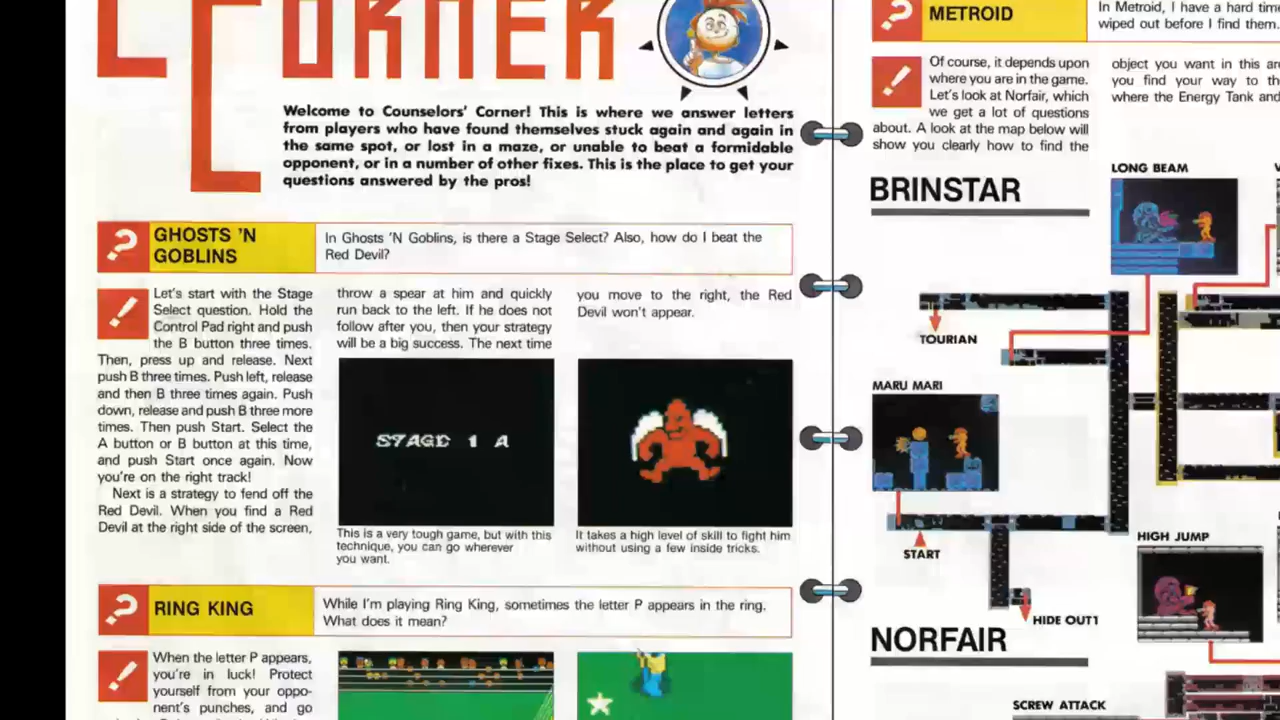 CORNER
Welcome to Counselors' Corner! This is where we answer letters
from players who have found themselves stuck again and again in
the same spot, or lost in a maze, or unable to beat a formidable
opponent, or in a number of other fixes. This is the place to get your
questions answered by the pros!
?
GHOSTS 'N
GOBLINS
In Ghosts 'N Goblins, is there a Stage Select? Also, how do I beat the
Red Devil?
!
Let's start with the Stage
Select question. Hold the
Control Pad right and push
the B button three times.
Then, press up and release. Next
push B three times. Push left, release
and then B three times again. Push
down, release and push B three more
times. Then push Start. Select the
A button or B button at this time,
and push Start once again. Now
you're on the right track!
Next is a strategy to fend off the
Red Devil. When you find a Red
Devil at the right side of the screen,
throw a spear at him and quickly
run back to the left. If he does not
follow after you, then your strategy
will be a big success. The next time
you move to the right, the Red
Devil won't appear.
STAGE 1 A
This is a very tough game, but with this
technique, you can go wherever
you want.
It takes a high level of skill to fight him
without using a few inside tricks.
?
RING KING
While I'm playing Ring King, sometimes the letter P appears in the ring.
What does it mean?
!
When the letter P appears,
you're in luck! Protect
yourself from your oppo-
nent's punches, and go
?
METROID
In Metroid, I have a hard time
wiped out before I find them.
!
Of course, it depends upon
where you are in the game.
Let's look at Norfair, which
we get a lot of questions
about. A look at the map below will
show you clearly how to find the
object you want in this
you find your way to
where the Energy Tank and
BRINSTAR
LONG BEAM
TOURIAN
MARU MARI
START
HIGH JUMP
HIDE OUT1
NORFAIR
SCREW ATTACK